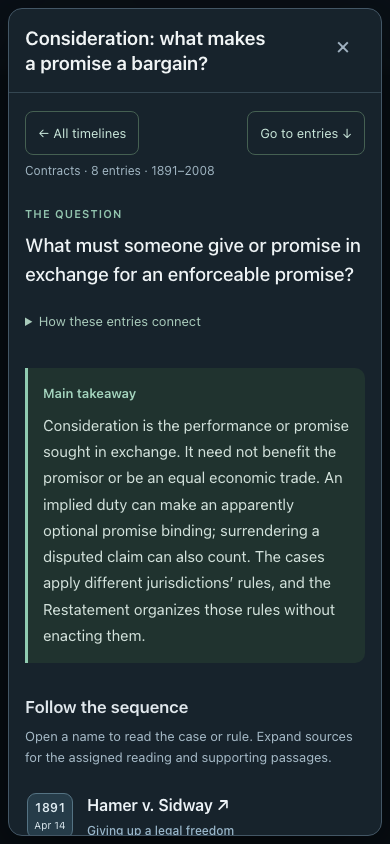 Consideration: what makes
a promise a bargain?
×
← All timelines
Go to entries ↓
Contracts · 8 entries · 1891–2008
THE QUESTION
What must someone give or promise in
exchange for an enforceable promise?
▶ How these entries connect
Main takeaway
Consideration is the performance or promise
sought in exchange. It need not benefit the
promisor or be an equal economic trade. An
implied duty can make an apparently
optional promise binding; surrendering a
disputed claim can also count. The cases
apply different jurisdictions’ rules, and the
Restatement organizes those rules without
enacting them.
Follow the sequence
Open a name to read the case or rule. Expand sources
for the assigned reading and supporting passages.
1891
Apr 14
Hamer v. Sidway ↗
Giving up a legal freedom